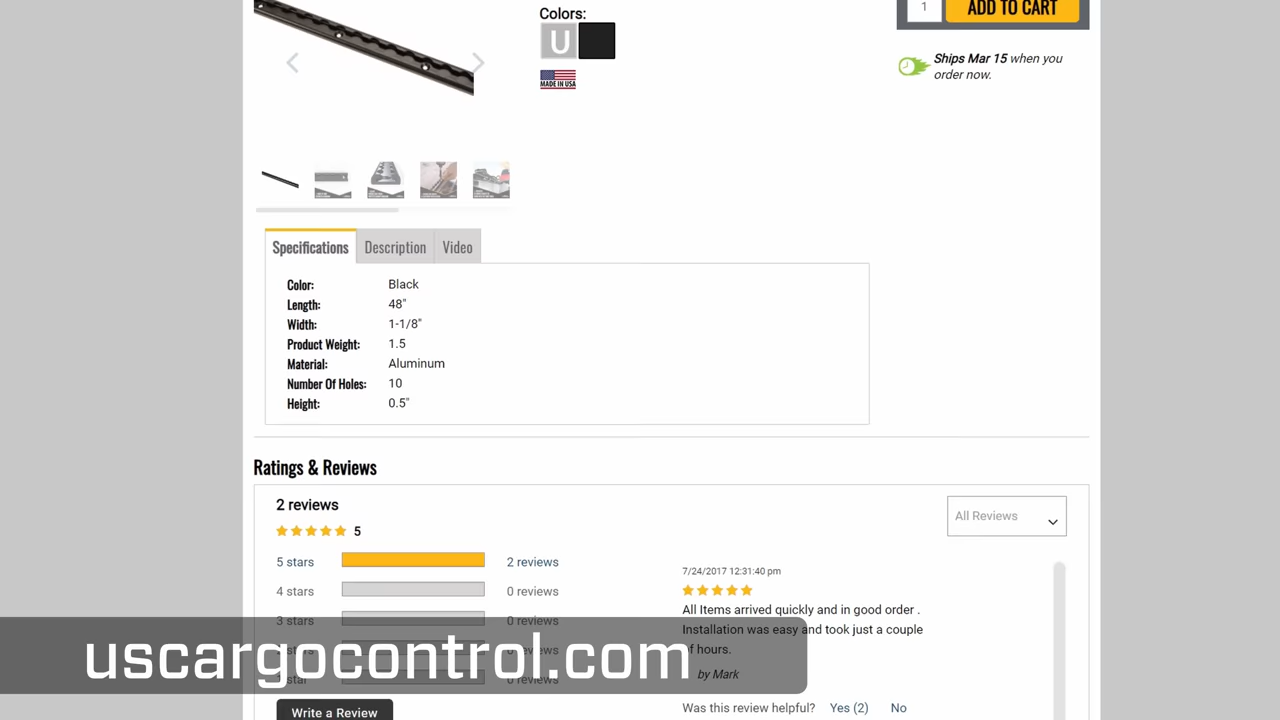 1
ADD TO CART
Colors:
U
MADE IN USA
Ships Mar 15 when you
order now.
Specifications
Description
Video
Color: Black
Length: 48"
Width: 1-1/8"
Product Weight: 1.5
Material: Aluminum
Number Of Holes: 10
Height: 0.5"
Ratings & Reviews
2 reviews
5
All Reviews
5 stars 2 reviews
4 stars 0 reviews
3 stars 0 reviews
7/24/2017 12:31:40 pm
All Items arrived quickly and in good order .
Installation was easy and took just a couple
of hours.
by Mark
uscargocontrol.com
1 star 0 reviews
Write a Review
Was this review helpful? Yes (2) No